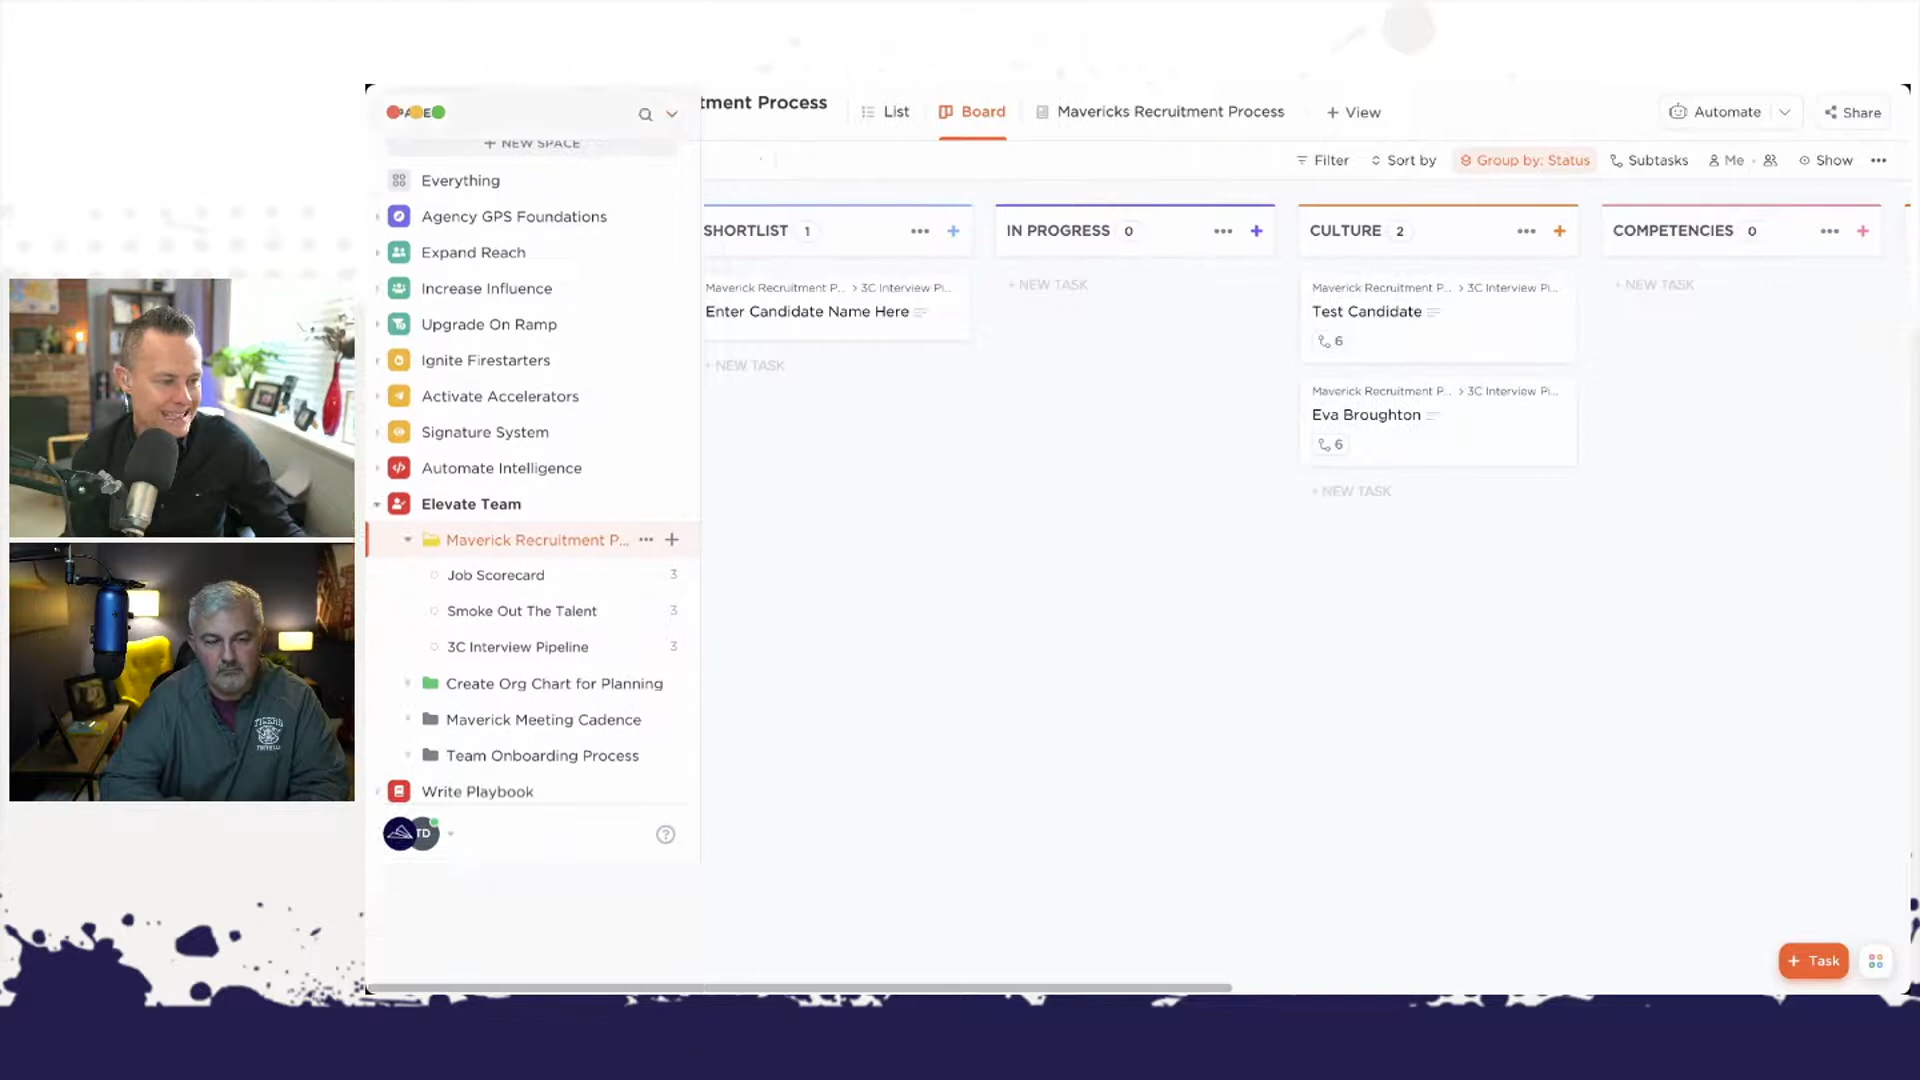 tment Process
List
Board
Mavericks Recruitment Process
+ View
Automate
Share
+ NEW SPACE
Filter
Sort by
Group by: Status
Subtasks
Me
Show
Everything
Agency GPS Foundations
Expand Reach
Increase Influence
Upgrade On Ramp
Ignite Firestarters
Activate Accelerators
Signature System
Automate Intelligence
Elevate Team
Maverick Recruitment P...
Job Scorecard 3
Smoke Out The Talent 3
3C Interview Pipeline 3
Create Org Chart for Planning
Maverick Meeting Cadence
Team Onboarding Process
Write Playbook
TD
SHORTLIST 1
Maverick Recruitment P... > 3C Interview Pi...
Enter Candidate Name Here
+ NEW TASK
IN PROGRESS 0
+ NEW TASK
CULTURE 2
Maverick Recruitment P... > 3C Interview Pi...
Test Candidate
6
Maverick Recruitment P... > 3C Interview Pi...
Eva Broughton
6
+ NEW TASK
COMPETENCIES 0
+ NEW TASK
+ Task